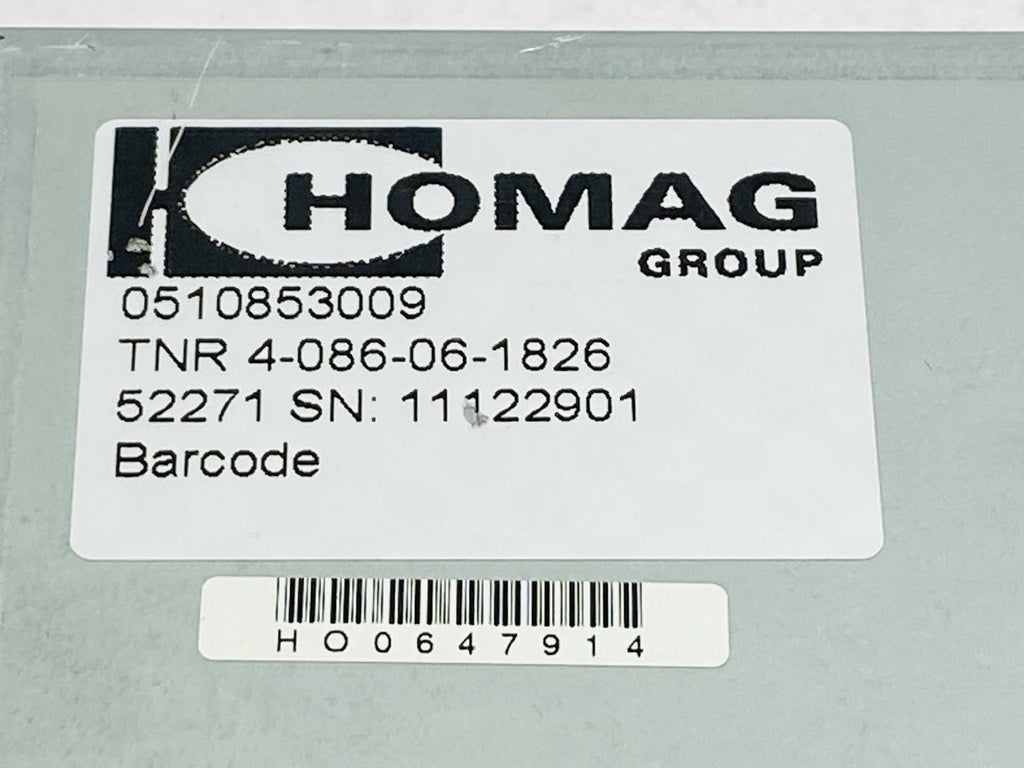 HOMAG
GROUP
0510853009
TNR 4-086-06-1826
52271 SN: 11122901
Barcode
HO0647914